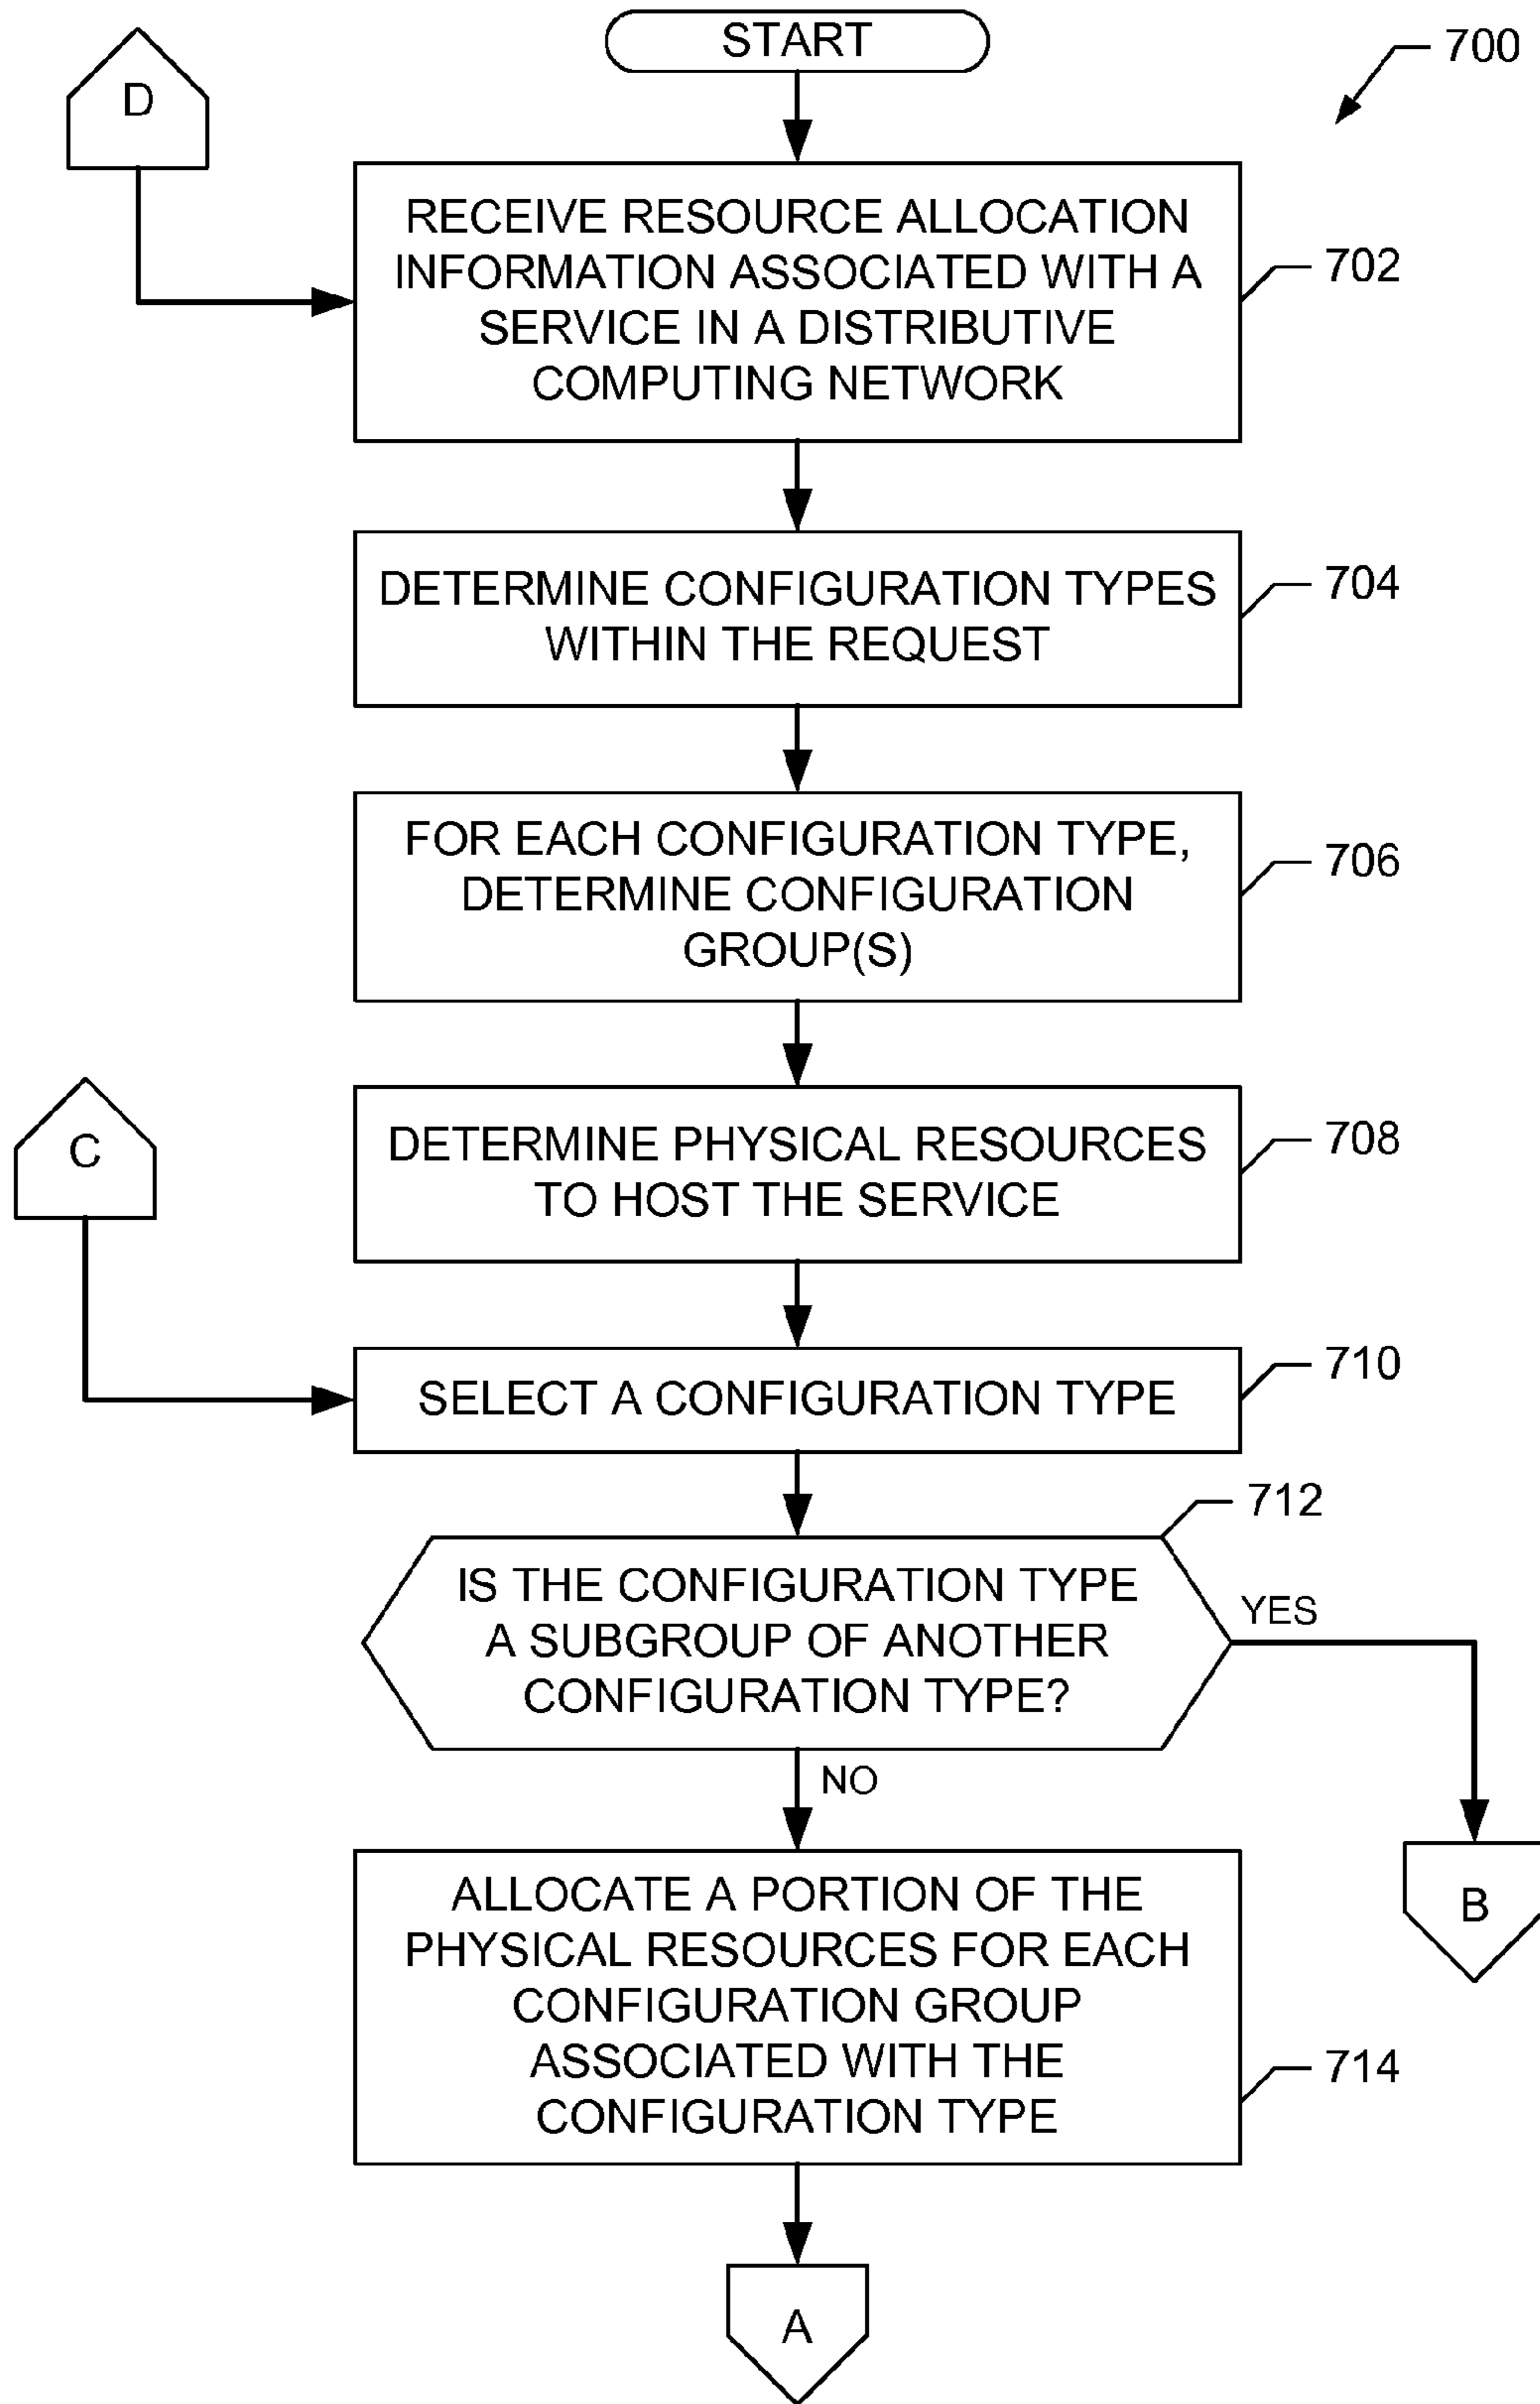 START
700
D
RECEIVE RESOURCE ALLOCATION
INFORMATION ASSOCIATED WITH A
SERVICE IN A DISTRIBUTIVE
COMPUTING NETWORK
702
DETERMINE CONFIGURATION TYPES
WITHIN THE REQUEST
704
FOR EACH CONFIGURATION TYPE,
DETERMINE CONFIGURATION
GROUP(S)
706
DETERMINE PHYSICAL RESOURCES
TO HOST THE SERVICE
708
C
SELECT A CONFIGURATION TYPE
710
712
IS THE CONFIGURATION TYPE
A SUBGROUP OF ANOTHER
CONFIGURATION TYPE?
YES
NO
B
ALLOCATE A PORTION OF THE
PHYSICAL RESOURCES FOR EACH
CONFIGURATION GROUP
ASSOCIATED WITH THE
CONFIGURATION TYPE
714
A